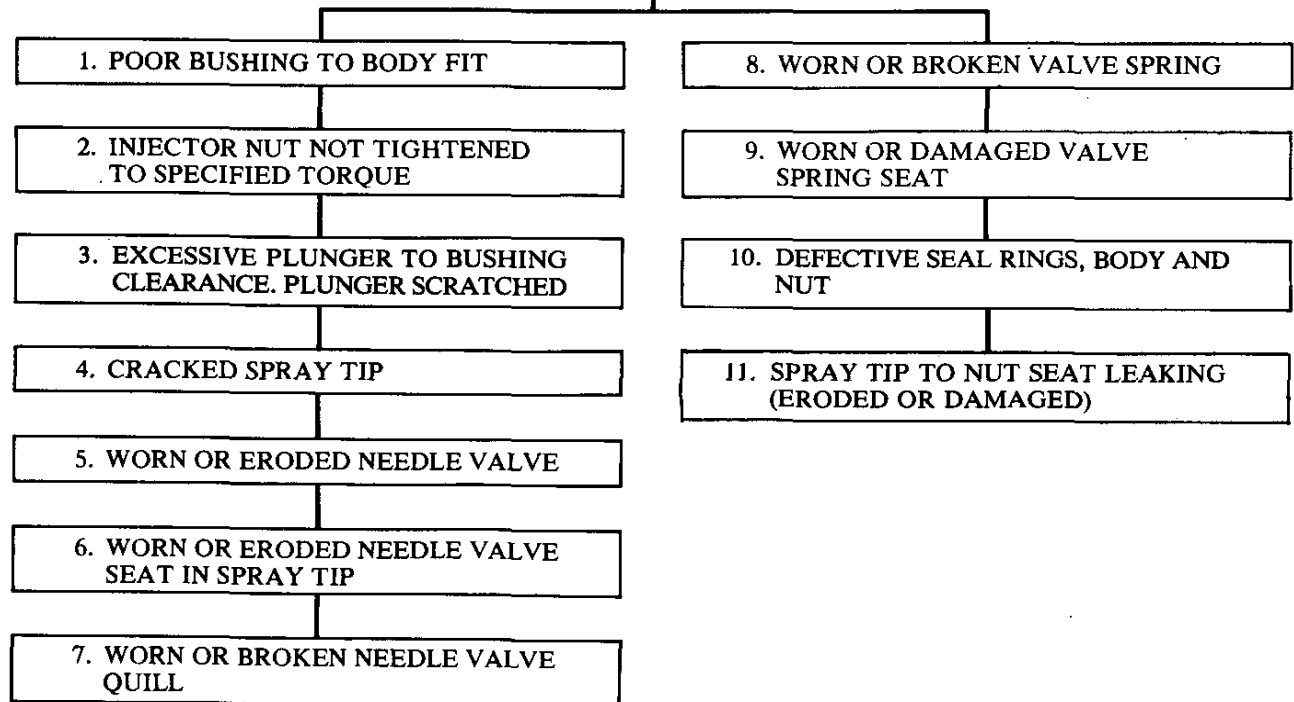 1. POOR BUSHING TO BODY FIT
2. INJECTOR NUT NOT TIGHTENED
TO SPECIFIED TORQUE
3. EXCESSIVE PLUNGER TO BUSHING
CLEARANCE. PLUNGER SCRATCHED
4. CRACKED SPRAY TIP
5. WORN OR ERODED NEEDLE VALVE
6. WORN OR ERODED NEEDLE VALVE
SEAT IN SPRAY TIP
7. WORN OR BROKEN NEEDLE VALVE
QUILL
8. WORN OR BROKEN VALVE SPRING
9. WORN OR DAMAGED VALVE
SPRING SEAT
10. DEFECTIVE SEAL RINGS, BODY AND
NUT
11. SPRAY TIP TO NUT SEAT LEAKING
(ERODED OR DAMAGED)